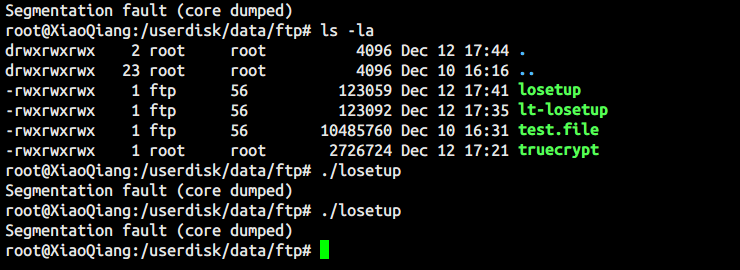 Segmentation fault (core dumped)
root@XiaoQiang:/userdisk/data/ftp# ls -la
drwxrwxrwx    2 root     root          4096 Dec 12 17:44 .
drwxrwxrwx   23 root     root          4096 Dec 10 16:16 ..
-rwxrwxrwx    1 ftp      56          123059 Dec 12 17:41 losetup
-rwxrwxrwx    1 ftp      56          123092 Dec 12 17:35 lt-losetup
-rwxrwxrwx    1 ftp      56        10485760 Dec 10 16:31 test.file
-rwxrwxrwx    1 root     root       2726724 Dec 12 17:21 truecrypt
root@XiaoQiang:/userdisk/data/ftp# ./losetup
Segmentation fault (core dumped)
root@XiaoQiang:/userdisk/data/ftp# ./losetup
Segmentation fault (core dumped)
root@XiaoQiang:/userdisk/data/ftp#